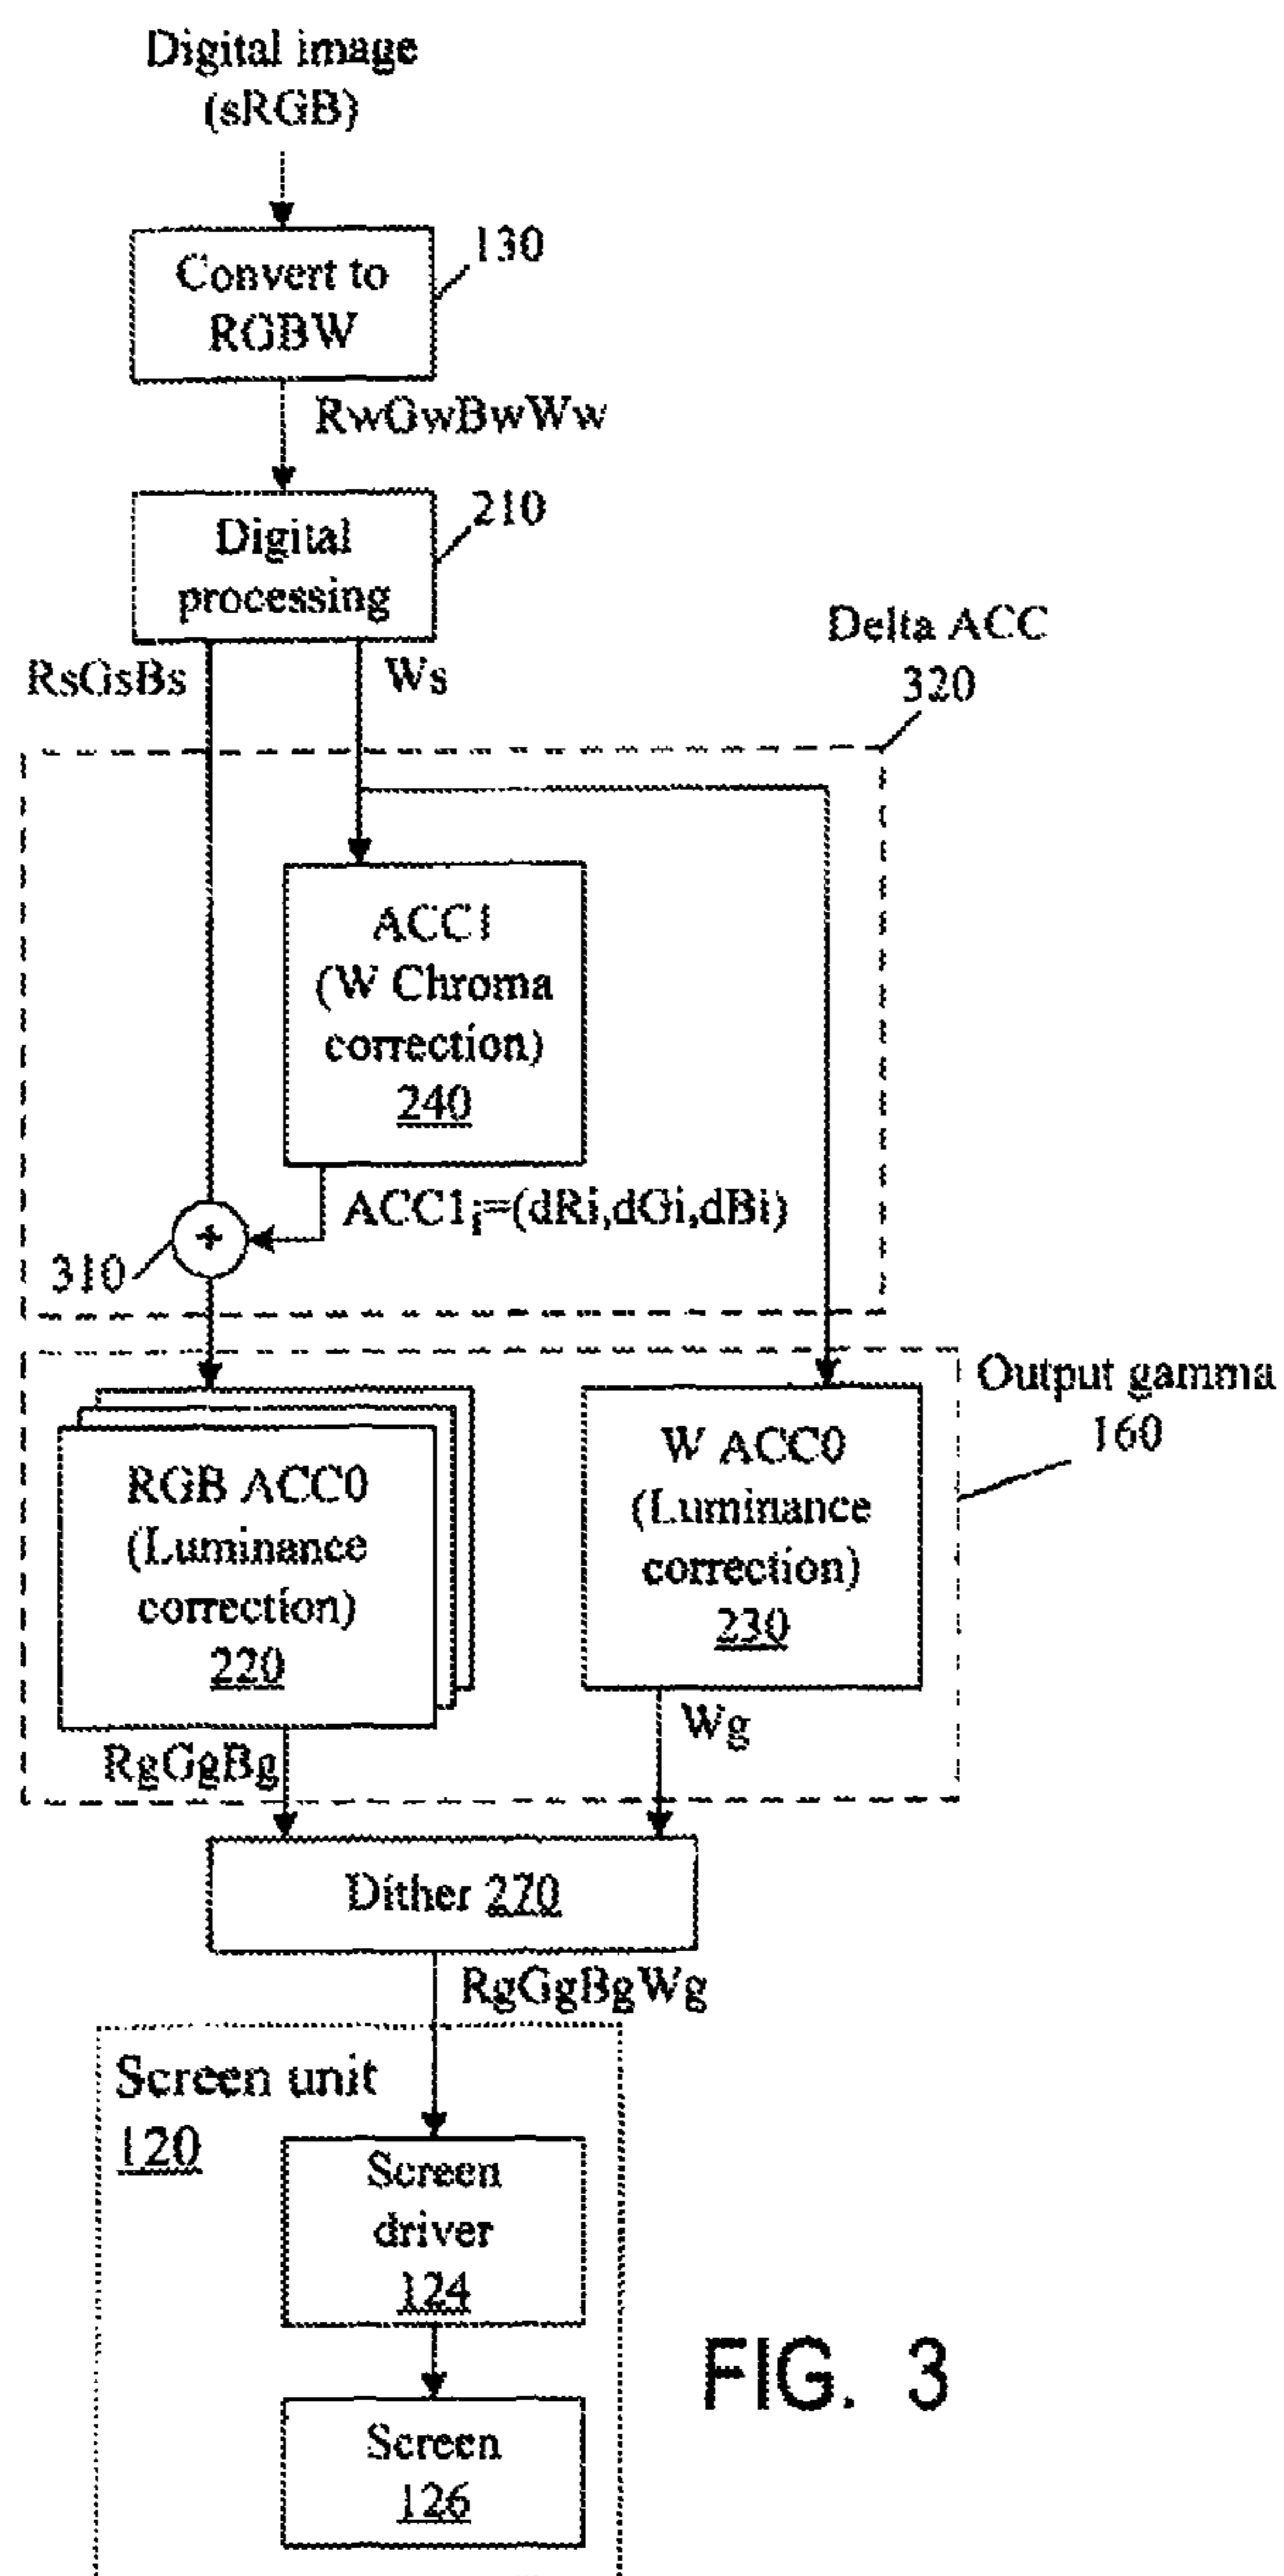 Digital image
(sRGB)
Convert to
RGBW
130
RwGwBwWw
Digital
processing
210
RsGsBs
Ws
Delta ACC
320
ACC1
(W Chroma
correction)
240
ACC1i=(dRi,dGi,dBi)
+
310
Output gamma
160
RGB ACC0
(Luminance
correction)
220
W ACC0
(Luminance
correction)
230
RgGgBg
Wg
Dither 270
RgGgBgWg
Screen unit
120
Screen
driver
124
Screen
126
FIG. 3